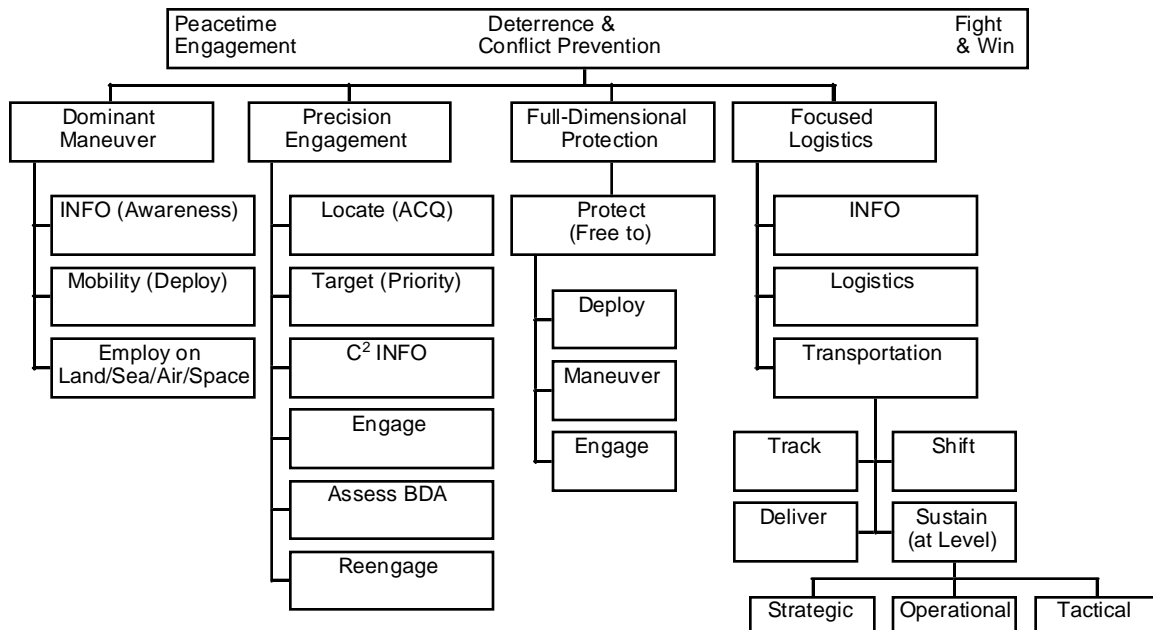 Peacetime Engagement
Deterrence & Conflict Prevention
Fight & Win
Dominant
Maneuver
INFO (Awareness)
Mobility (Deploy)
Employ on
Land/Sea/Air/Space
Precision
Engagement
Locate (ACQ)
Target (Priority)
C² INFO
Engage
Assess BDA
Reengage
Full-Dimensional
Protection
Protect
(Free to)
Deploy
Maneuver
Engage
Focused
Logistics
INFO
Logistics
Transportation
Track
Shift
Deliver
Sustain
(at Level)
Strategic
Operational
Tactical